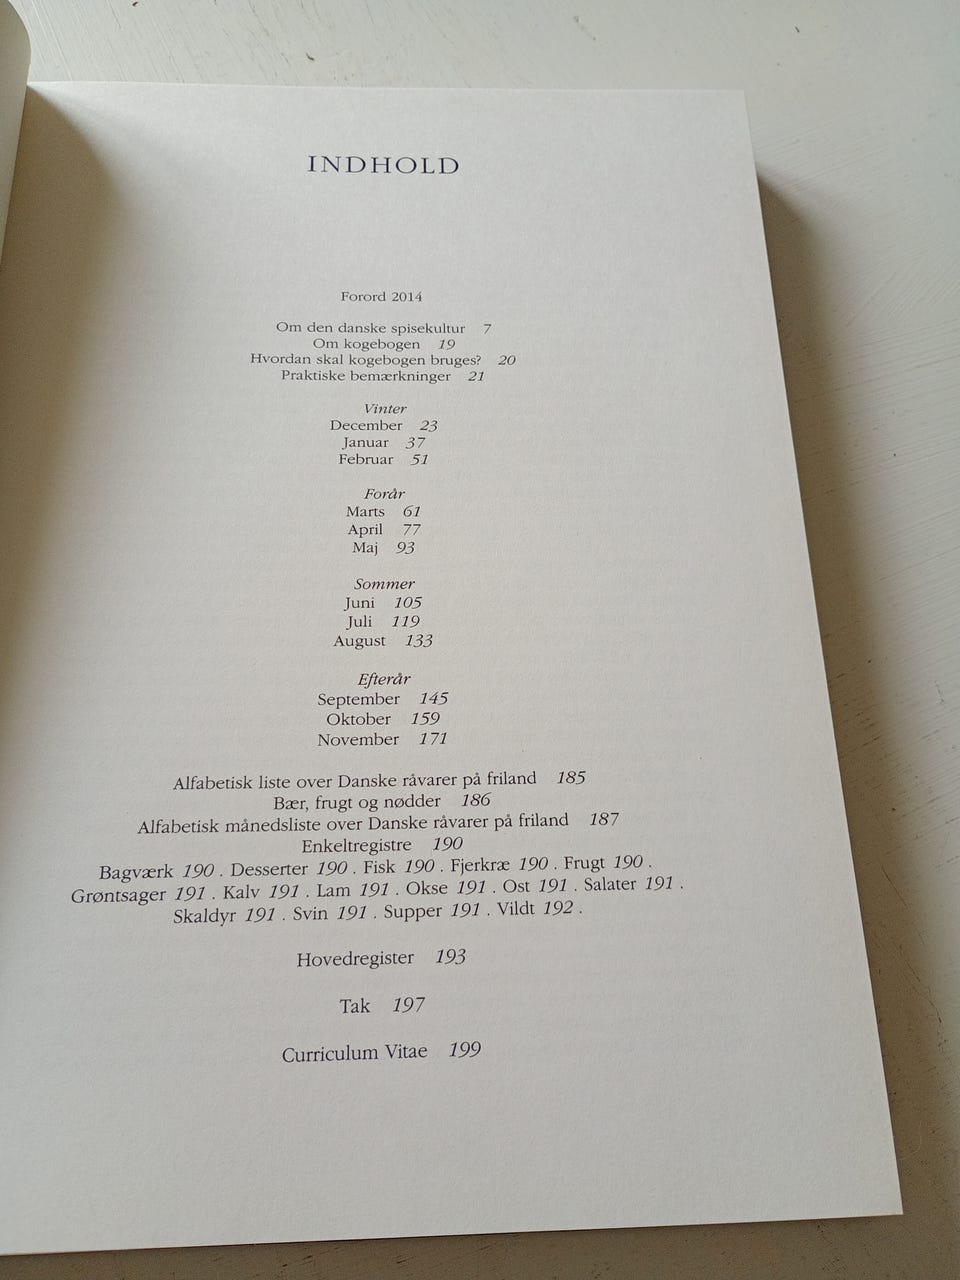 INDHOLD
Forord 2014
Om den danske spisekultur 7
Om kogebogen 19
Hvordan skal kogebogen bruges? 20
Praktiske bemærkninger 21
Vinter
December 23
Januar 37
Februar 51
Forår
Marts 61
April 77
Maj 93
Sommer
Juni 105
Juli 119
August 133
Efterår
September 145
Oktober 159
November 171
Alfabetisk liste over Danske råvarer på friland 185
Bær, frugt og nødder 186
Alfabetisk månedsliste over Danske råvarer på friland 187
Enkeltregistre 190
Bagværk 190 . Desserter 190 . Fisk 190 . Fjerkræ 190 . Frugt 190 .
Grøntsager 191 . Kalv 191 . Lam 191 . Okse 191 . Ost 191 . Salater 191 .
Skaldyr 191 . Svin 191 . Supper 191 . Vildt 192 .
Hovedregister 193
Tak 197
Curriculum Vitae 199